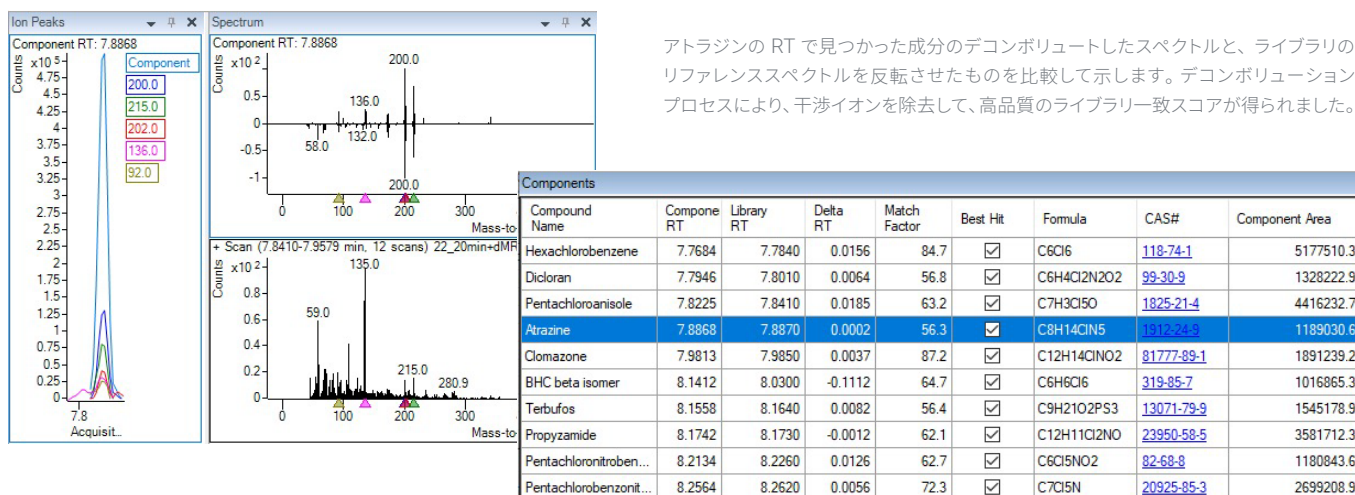 Ion Peaks
Component RT: 7.8868
Counts
x10 5
4.75
4.5
4.25
4
3.75
3.5
3.25
3
2.75
2.5
2.25
2
1.75
1.5
1.25
1
0.75
0.5
0.25
0
7.8
Acquisit...
Component
200.0
215.0
202.0
136.0
92.0
Spectrum
Component RT: 7.8868
Counts
x10 2
0.5
0
-0.5
-1
200.0
136.0
132.0
58.0
200.0
0 100 200 300
Mass-to-
+ Scan (7.8410-7.9579 min, 12 scans) 22_20min+dMR
Counts
x10 2
0.8
0.6
0.4
0.2
0
135.0
59.0
215.0
280.9
0 100 200 300
Mass-to-
アトラジンの RT で見つかった成分のデコンボリュートしたスペクトルと、ライブラリの
リファレンススペクトルを反転させたものを比較して示します。デコンボリューション
プロセスにより、干渉イオンを除去して、高品質のライブラリ一致スコアが得られました。
Components
Compound Name Compone RT Library RT Delta RT Match Factor Best Hit Formula CAS# Component Area
Hexachlorobenzene 7.7684 7.7840 0.0156 84.7 C6Cl6 118-74-1 5177510.3
Dicloran 7.7946 7.8010 0.0064 56.8 C6H4Cl2N2O2 99-30-9 1328222.9
Pentachloroanisole 7.8225 7.8410 0.0185 63.2 C7H3Cl5O 1825-21-4 4416232.7
Atrazine 7.8868 7.8870 0.0002 56.3 C8H14ClN5 1912-24-9 1189030.6
Clomazone 7.9813 7.9850 0.0037 87.2 C12H14ClNO2 81777-89-1 1891239.2
BHC beta isomer 8.1412 8.0300 -0.1112 64.7 C6H6Cl6 319-85-7 1016865.3
Terbufos 8.1558 8.1640 0.0082 56.4 C9H21O2PS3 13071-79-9 1545178.9
Propyzamide 8.1742 8.1730 -0.0012 62.1 C12H11Cl2NO 23950-58-5 3581712.3
Pentachloronitroben... 8.2134 8.2260 0.0126 62.7 C6Cl5NO2 82-68-8 1180843.6
Pentachlorobenzonit... 8.2564 8.2620 0.0056 72.3 C7Cl5N 20925-85-3 2699208.9